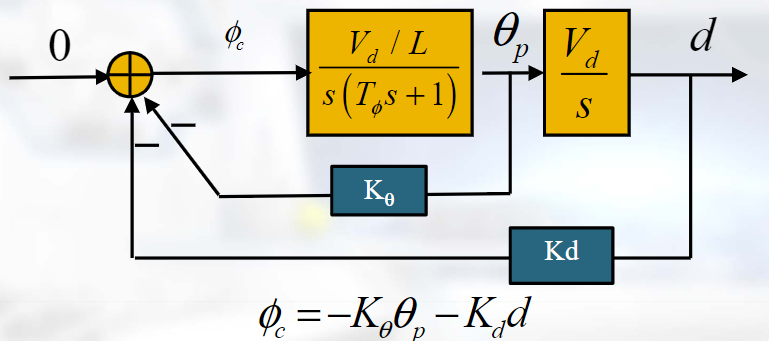 0
ϕ_c
V_d / L
s(T_ϕ s + 1)
θ_p
V_d
s
d
−
−
K_θ
Kd
ϕ_c = −K_θ θ_p − K_d d